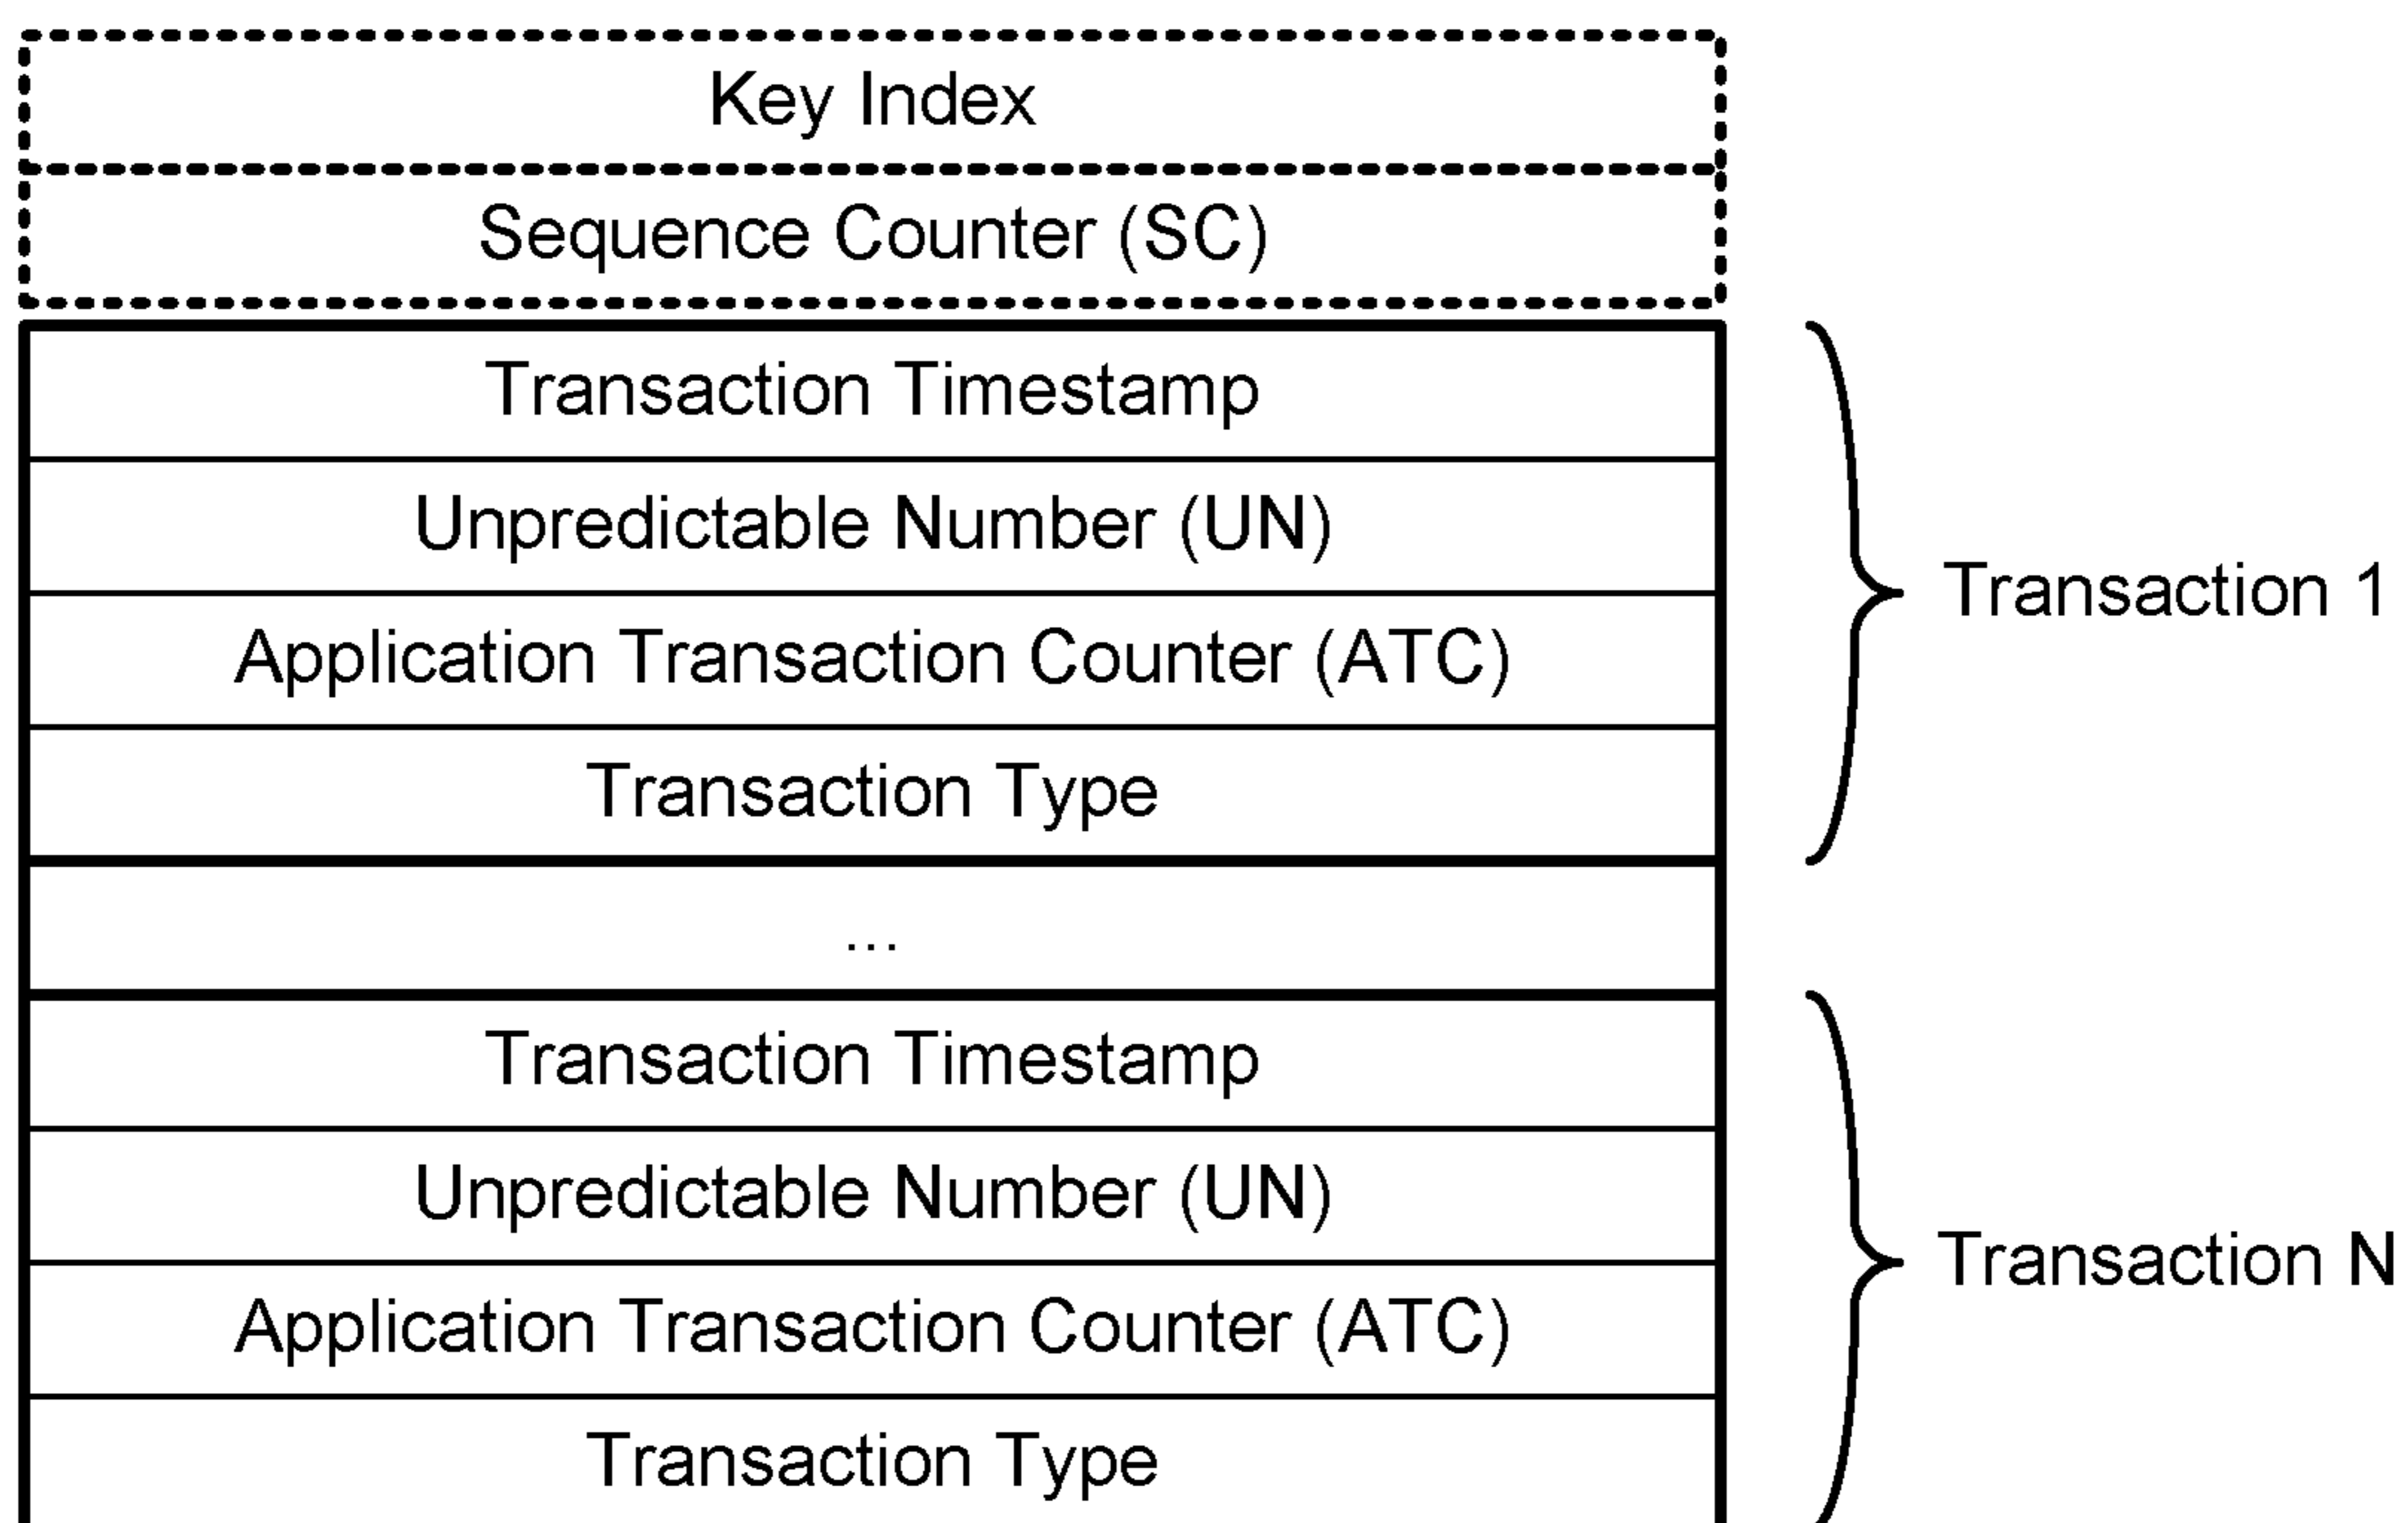 Key Index
Sequence Counter (SC)
Transaction Timestamp
Unpredictable Number (UN)
Application Transaction Counter (ATC)
Transaction Type
Transaction 1
...
Transaction Timestamp
Unpredictable Number (UN)
Application Transaction Counter (ATC)
Transaction Type
Transaction N